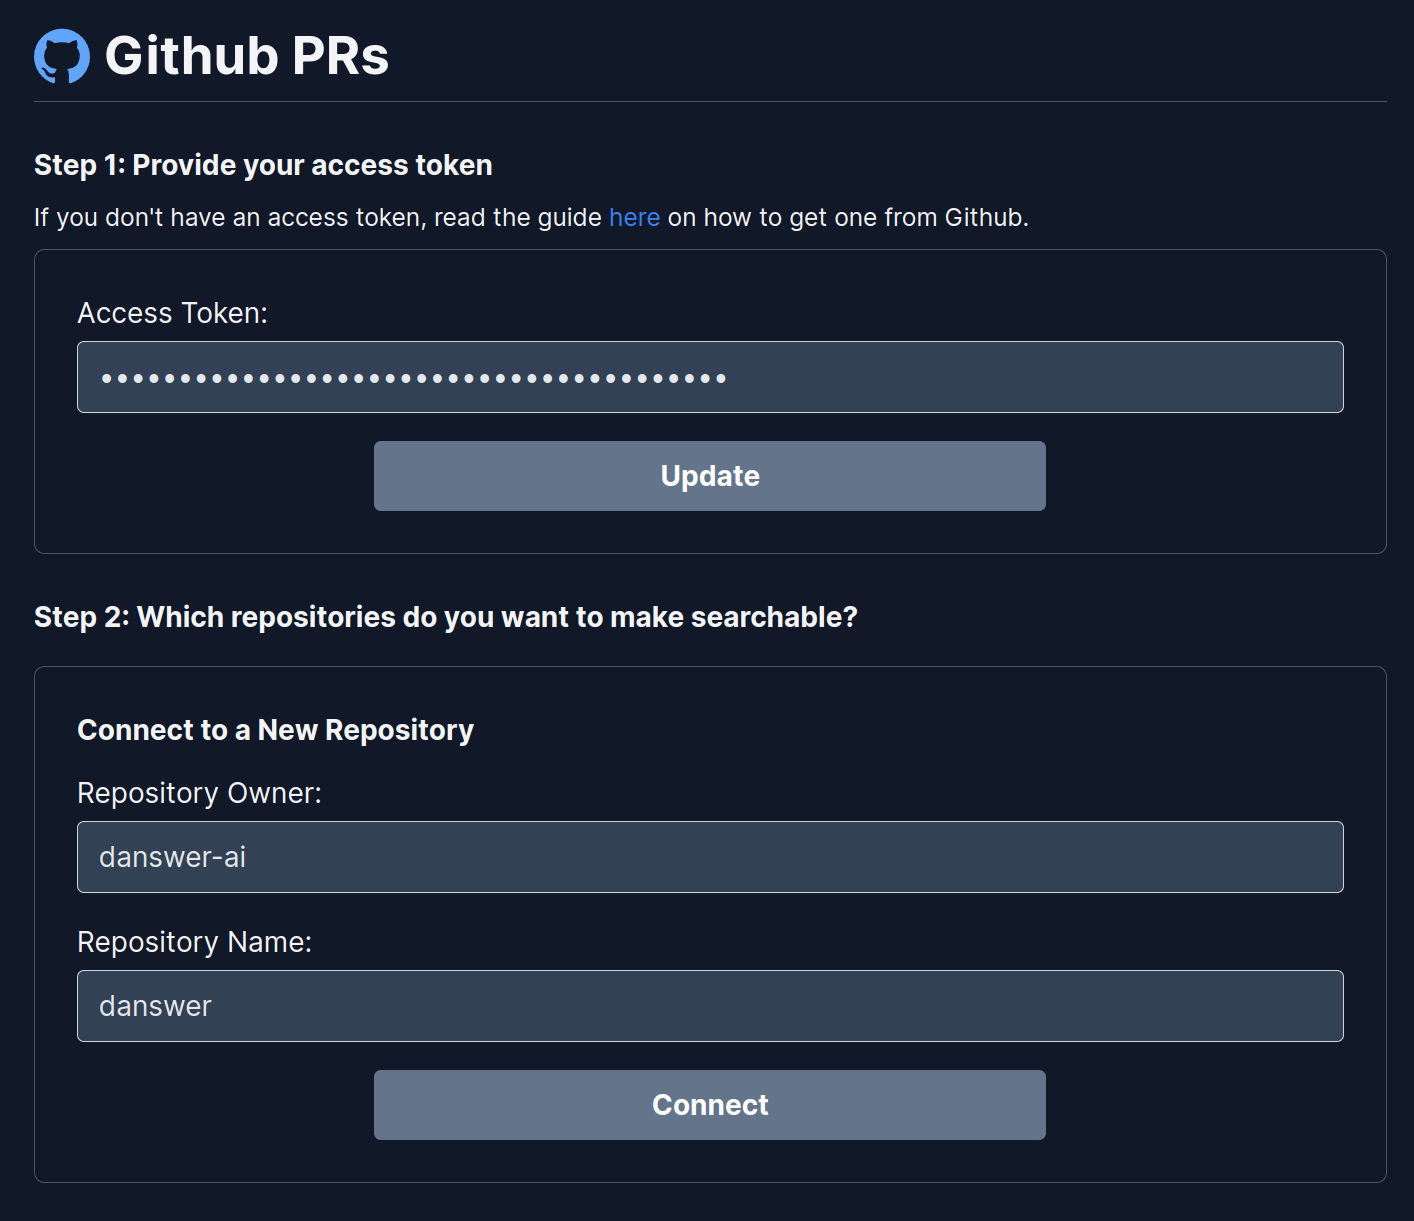 Github PRs
Step 1: Provide your access token
If you don't have an access token, read the guide here on how to get one from Github.
Access Token:
••••••••••••••••••••••••••••••••••••••••
Update
Step 2: Which repositories do you want to make searchable?
Connect to a New Repository
Repository Owner:
danswer-ai
Repository Name:
danswer
Connect